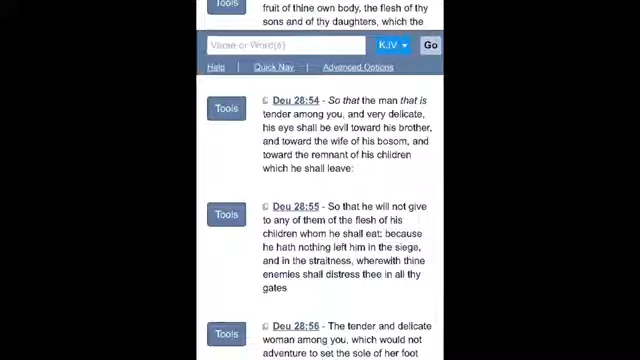 Tools
fruit of thine own body, the flesh of thy
sons and of thy daughters, which the
Verse or Word(s)
KJV
Go
Help | Quick Nav | Advanced Options
Tools
Deu 28:54 - So that the man that is
tender among you, and very delicate,
his eye shall be evil toward his brother,
and toward the wife of his bosom, and
toward the remnant of his children
which he shall leave:
Tools
Deu 28:55 - So that he will not give
to any of them of the flesh of his
children whom he shall eat: because
he hath nothing left him in the siege,
and in the straitness, wherewith thine
enemies shall distress thee in all thy
gates
Tools
Deu 28:56 - The tender and delicate
woman among you, which would not
adventure to set the sole of her foot